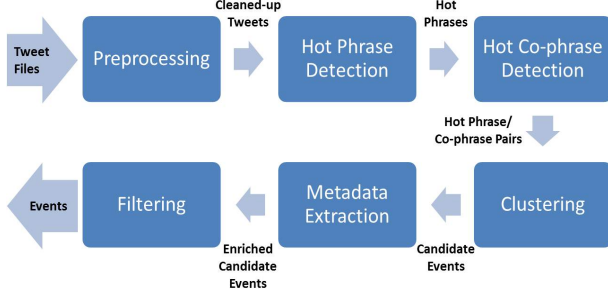 Cleaned-up
Tweets
Hot
Phrases
Tweet
Files
Preprocessing
Hot Phrase
Detection
Hot Co-phrase
Detection
Hot Phrase/
Co-phrase Pairs
Events
Filtering
Metadata
Extraction
Clustering
Enriched
Candidate
Events
Candidate
Events